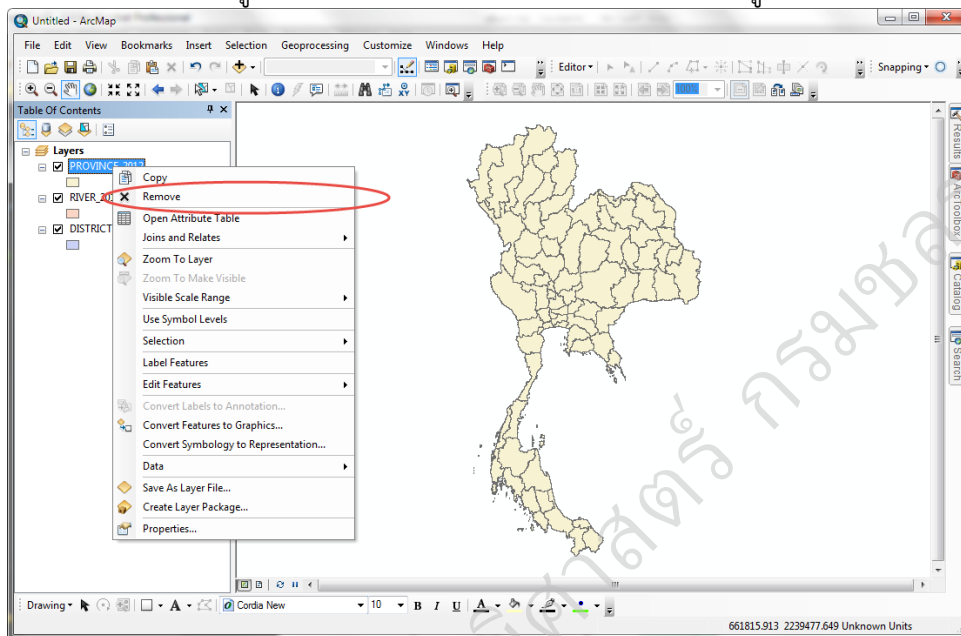 Untitled - ArcMap
File Edit View Bookmarks Insert Selection Geoprocessing Customize Windows Help
Editor
Snapping
100%
Table Of Contents
Layers
PROVINCE_2012
RIVER_20
DISTRICT
Copy
Remove
Open Attribute Table
Joins and Relates
Zoom To Layer
Zoom To Make Visible
Visible Scale Range
Use Symbol Levels
Selection
Label Features
Edit Features
Convert Labels to Annotation...
Convert Features to Graphics...
Convert Symbology to Representation...
Data
Save As Layer File...
Create Layer Package...
Properties...
Results
ArcToolbox
Catalog
Search
Drawing A Cordia New 10 B I U A
661815.913 2239477.649 Unknown Units